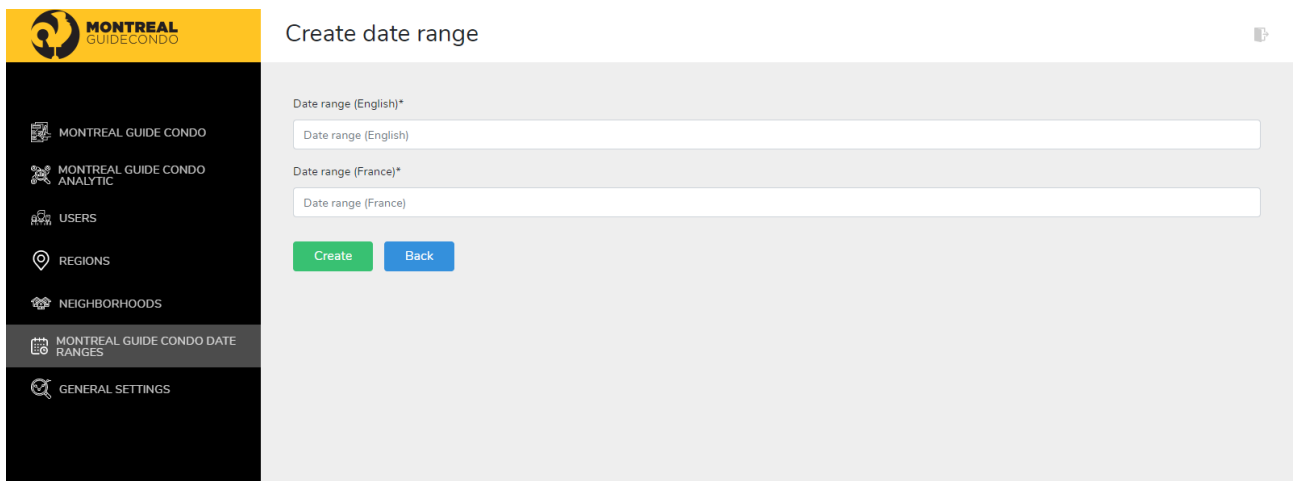 MONTREAL
GUIDECONDO
Create date range
MONTREAL GUIDE CONDO
MONTREAL GUIDE CONDO
ANALYTIC
USERS
REGIONS
NEIGHBORHOODS
MONTREAL GUIDE CONDO DATE
RANGES
GENERAL SETTINGS
Date range (English)*
Date range (English)
Date range (France)*
Date range (France)
Create
Back